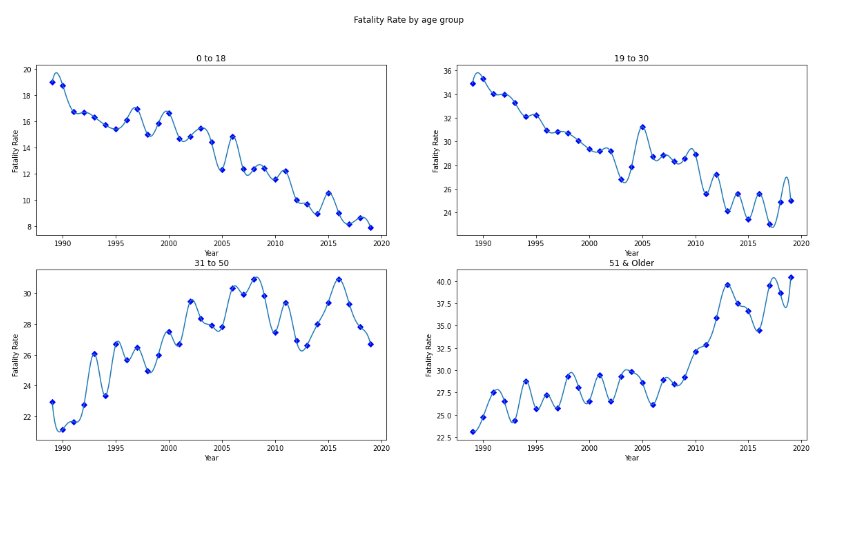 Fatality Rate by age group
0 to 18
Fatality Rate
20
18
16
14
12
10
8
1990 1995 2000 2005 2010 2015 2020
Year
19 to 30
Fatality Rate
36
34
32
30
28
26
24
1990 1995 2000 2005 2010 2015 2020
Year
31 to 50
Fatality Rate
30
28
26
24
22
1990 1995 2000 2005 2010 2015 2020
Year
51 & Older
Fatality Rate
40.0
37.5
35.0
32.5
30.0
27.5
25.0
22.5
1990 1995 2000 2005 2010 2015 2020
Year